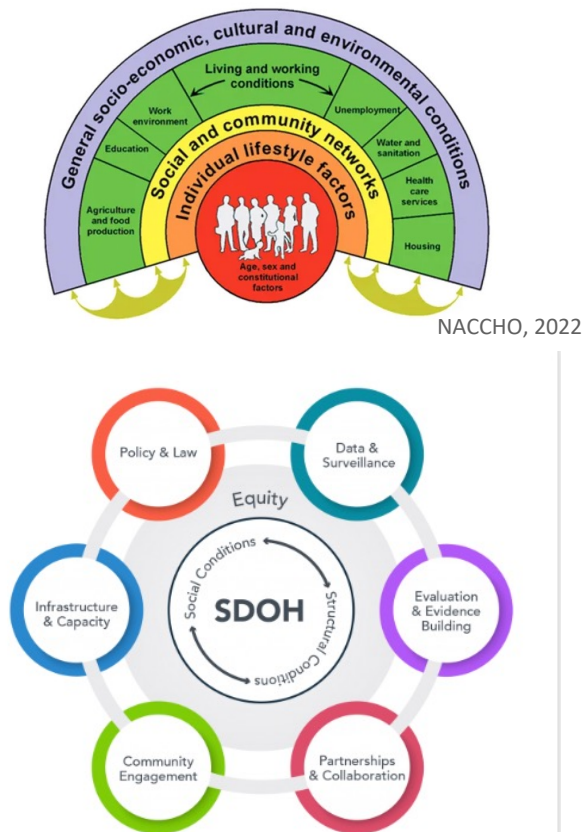 General socio-economic, cultural and environmental conditions
Living and working
conditions
Work
environment
Unemployment
Education
Water and
sanitation
Agriculture
and food
production
Health
care
services
Housing
Social and community networks
Individual lifestyle factors
Age, sex and
constitutional
factors
NACCHO, 2022
Policy & Law
Data &
Surveillance
Equity
Infrastructure
& Capacity
Social Conditions
SDOH
Structural Conditions
Evaluation
& Evidence
Building
Community
Engagement
Partnerships
& Collaboration